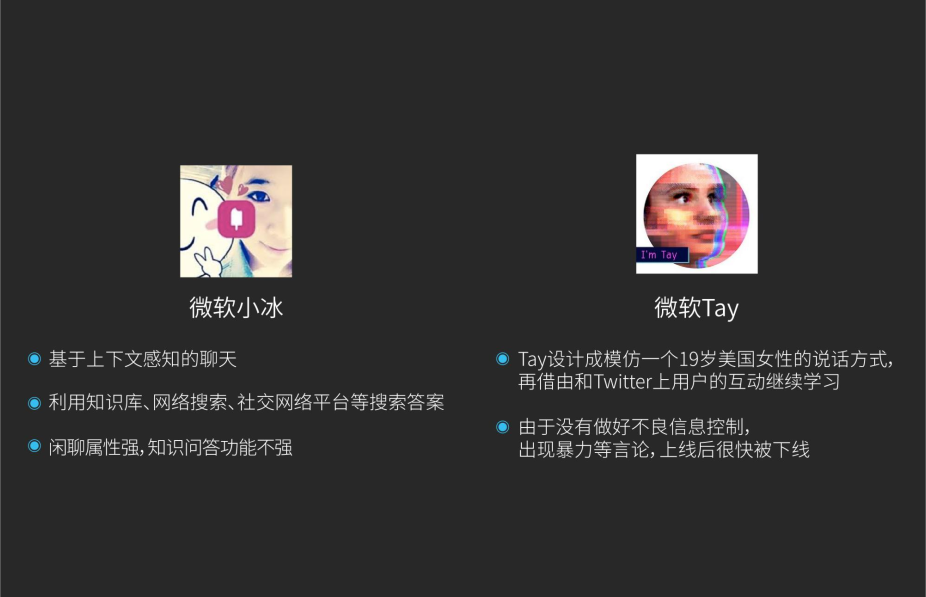 I'm Tay
微软小冰
基于上下文感知的聊天
利用知识库、网络搜索、社交网络平台等搜索答案
闲聊属性强，知识问答功能不强
微软Tay
Tay设计成模仿一个19岁美国女性的说话方式，
再借由和Twitter上用户的互动继续学习
由于没有做好不良信息控制，
出现暴力等言论，上线后很快被下线